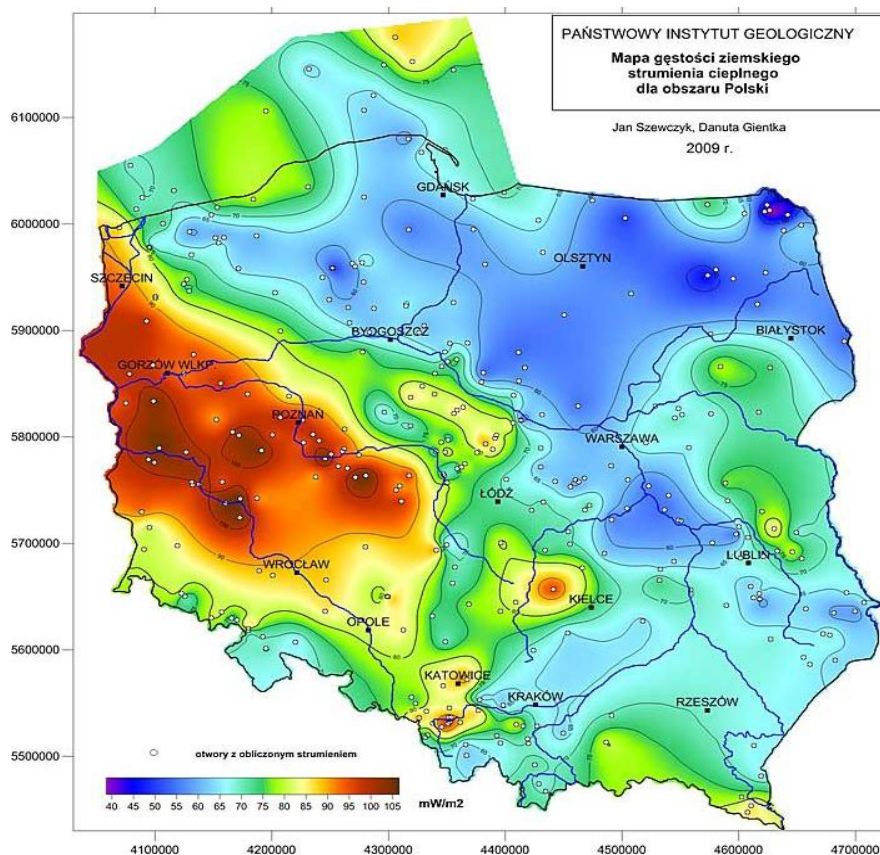 PAŃSTWOWY INSTYTUT GEOLOGICZNY
Mapa gęstości ziemskiego
strumienia cieplnego
dla obszaru Polski
Jan Szewczyk, Danuta Gientka
2009 r.
6100000
6000000
5900000
5800000
5700000
5600000
5500000
GDAŃSK
OLSZTYN
SZCZECIN
BYDGOSZCZ
BIAŁYSTOK
GORZÓW WLKP.
POZNAŃ
WARSZAWA
ŁÓDŹ
LUBLIN
WROCŁAW
KIELCE
OPOLE
KATOWICE
KRAKÓW
RZESZÓW
otwory z obliczonym strumieniem
40 45 50 55 60 65 70 75 80 85 90 95 100 105
mW/m2
4100000 4200000 4300000 4400000 4500000 4600000 4700000